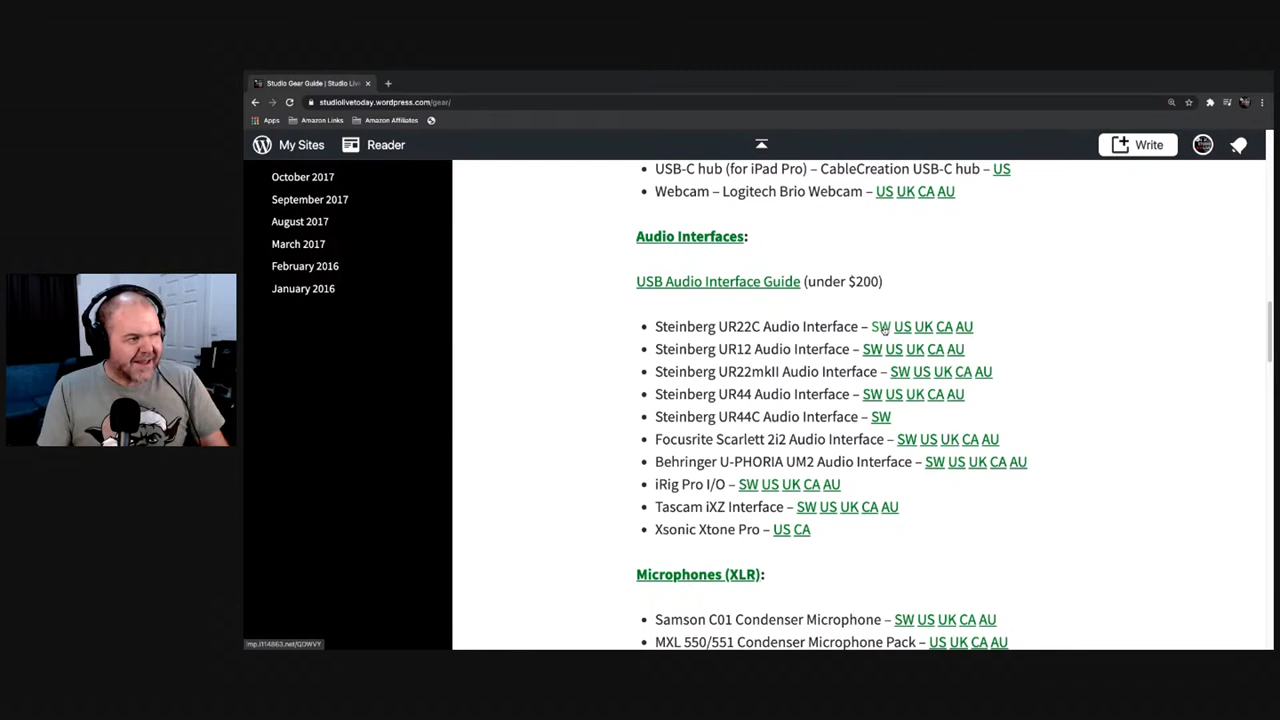 Studio Gear Guide | Studio Liv
studiolivetoday.wordpress.com/gear/
Apps Amazon Links Amazon Affiliates
My Sites Reader Write
October 2017
September 2017
August 2017
March 2017
February 2016
January 2016
USB-C hub (for iPad Pro) – CableCreation USB-C hub – US
Webcam – Logitech Brio Webcam – US UK CA AU
Audio Interfaces:
USB Audio Interface Guide (under $200)
Steinberg UR22C Audio Interface – SW US UK CA AU
Steinberg UR12 Audio Interface – SW US UK CA AU
Steinberg UR22mkII Audio Interface – SW US UK CA AU
Steinberg UR44 Audio Interface – SW US UK CA AU
Steinberg UR44C Audio Interface – SW
Focusrite Scarlett 2i2 Audio Interface – SW US UK CA AU
Behringer U-PHORIA UM2 Audio Interface – SW US UK CA AU
iRig Pro I/O – SW US UK CA AU
Tascam iXZ Interface – SW US UK CA AU
Xsonic Xtone Pro – US CA
Microphones (XLR):
Samson C01 Condenser Microphone – SW US UK CA AU
MXL 550/551 Condenser Microphone Pack – US UK CA AU